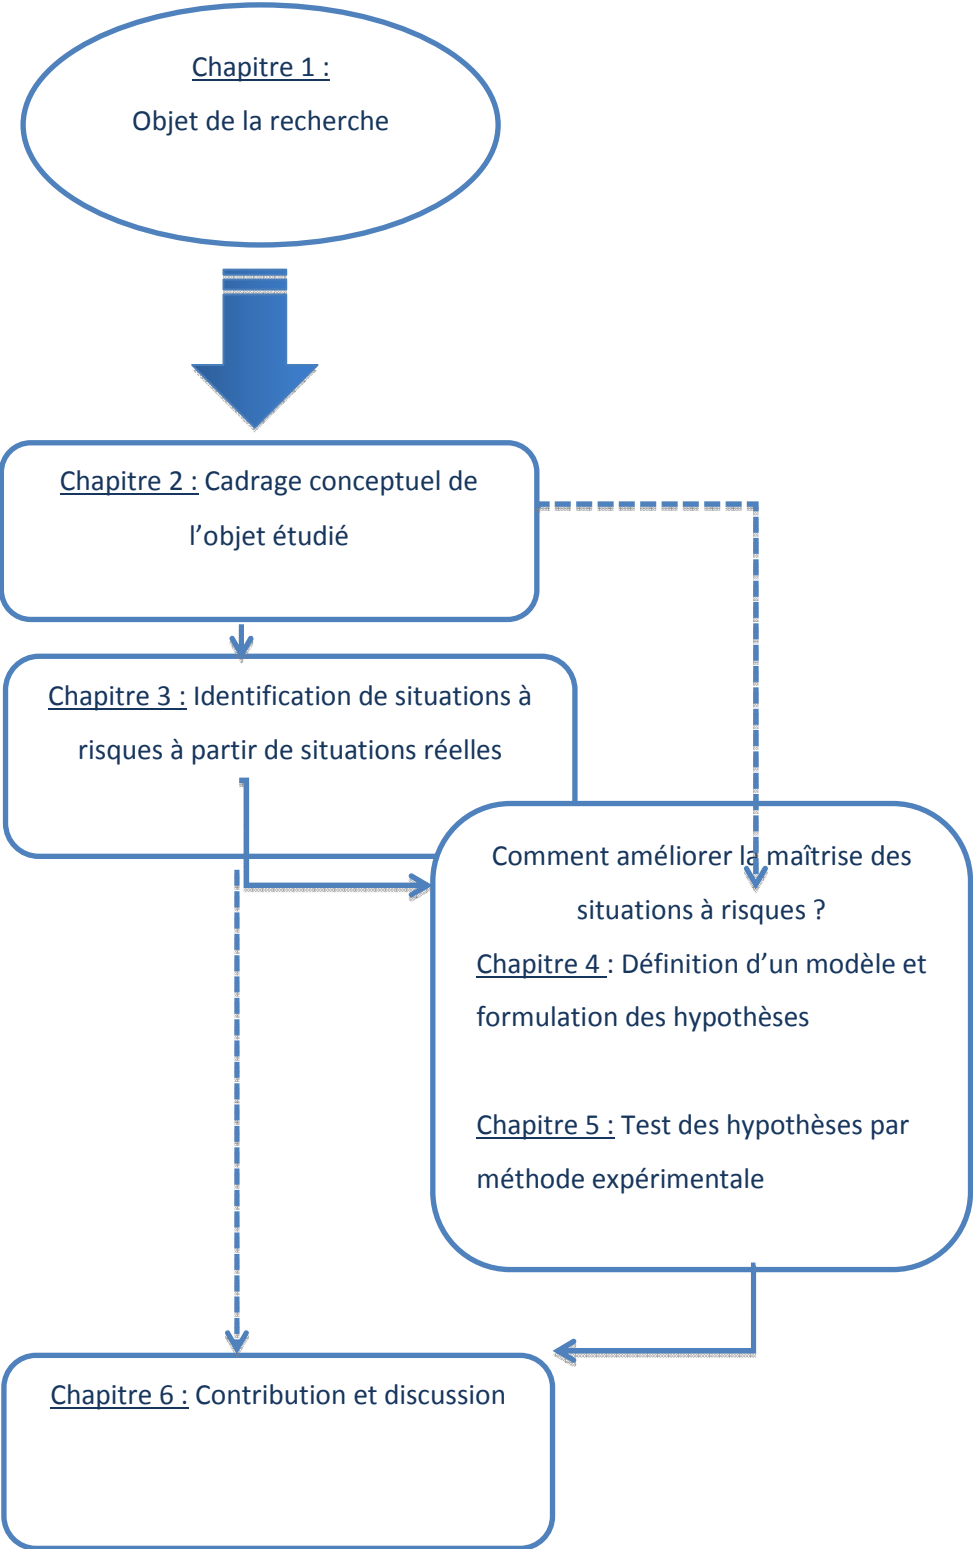 Chapitre 1 :
Objet de la recherche
Chapitre 2 : Cadrage conceptuel de
l’objet étudié
Chapitre 3 : Identification de situations à
risques à partir de situations réelles
Comment améliorer la maîtrise des
situations à risques ?
Chapitre 4 : Définition d’un modèle et
formulation des hypothèses
Chapitre 5 : Test des hypothèses par
méthode expérimentale
Chapitre 6 : Contribution et discussion